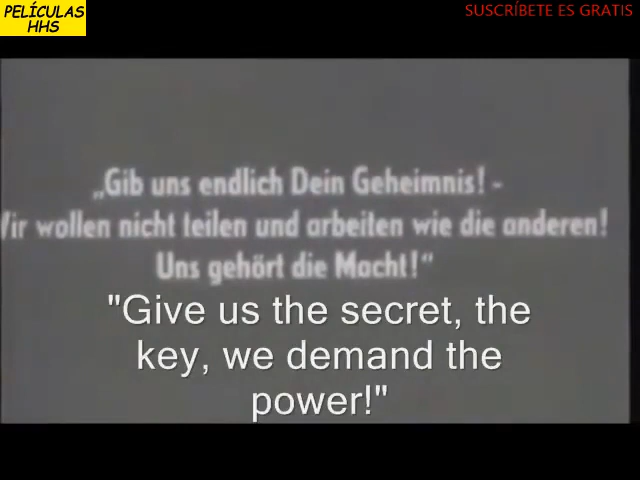 PELÍCULAS
HHS
SUSCRÍBETE ES GRATIS
„Gib uns endlich Dein Geheimnis! -
Wir wollen nicht teilen und arbeiten wie die anderen!
Uns gehört die Macht!“
"Give us the secret, the
key, we demand the
power!"